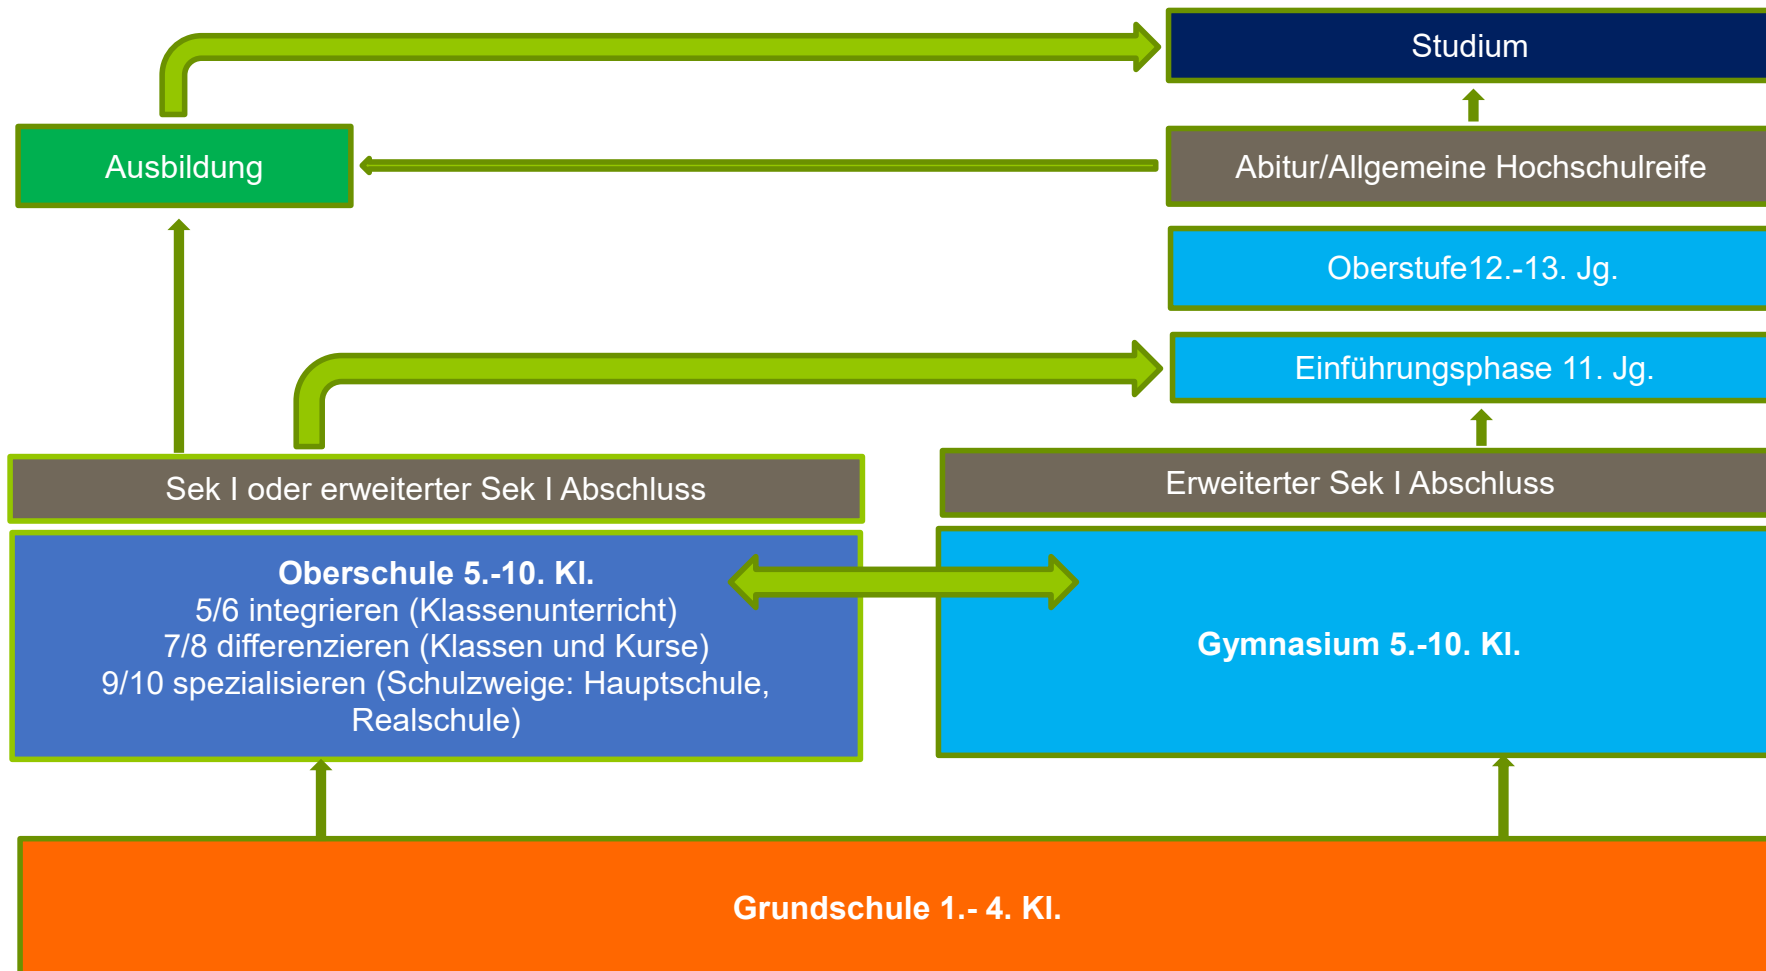 Studium
Ausbildung
Abitur/Allgemeine Hochschulreife
Oberstufe12.-13. Jg.
Einführungsphase 11. Jg.
Sek I oder erweiterter Sek I Abschluss
Erweiterter Sek I Abschluss
Oberschule 5.-10. Kl.
5/6 integrieren (Klassenunterricht)
7/8 differenzieren (Klassen und Kurse)
9/10 spezialisieren (Schulzweige: Hauptschule,
Realschule)
Gymnasium 5.-10. Kl.
Grundschule 1.- 4. Kl.